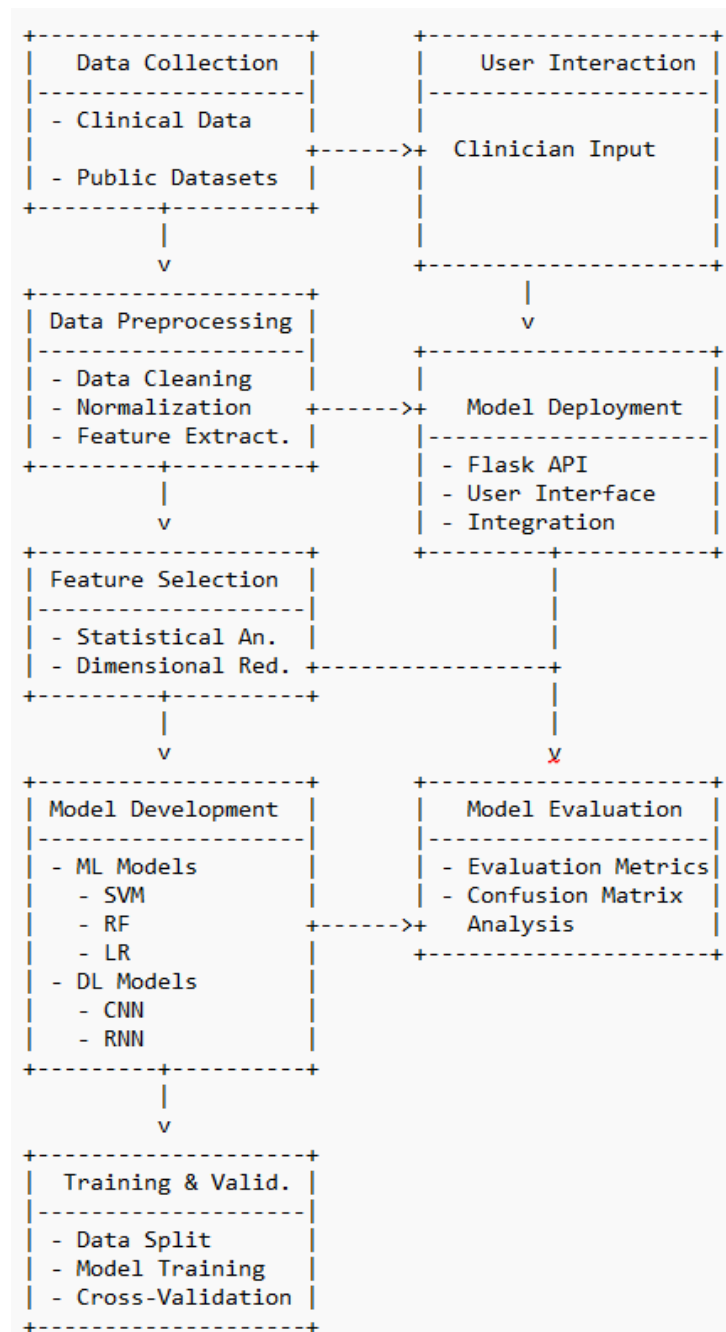 Data Collection
- Clinical Data
- Public Datasets
User Interaction
Clinician Input
Data Preprocessing
- Data Cleaning
- Normalization
- Feature Extract.
Model Deployment
- Flask API
- User Interface
- Integration
Feature Selection
- Statistical An.
- Dimensional Red.
Model Development
- ML Models
- SVM
- RF
- LR
- DL Models
- CNN
- RNN
Model Evaluation
- Evaluation Metrics
- Confusion Matrix
Analysis
Training & Valid.
- Data Split
- Model Training
- Cross-Validation